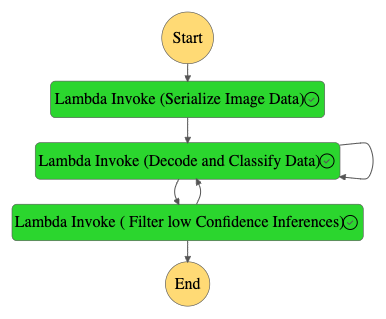 Start
Lambda Invoke (Serialize Image Data)
Lambda Invoke (Decode and Classify Data)
Lambda Invoke ( Filter low Confidence Inferences)
End